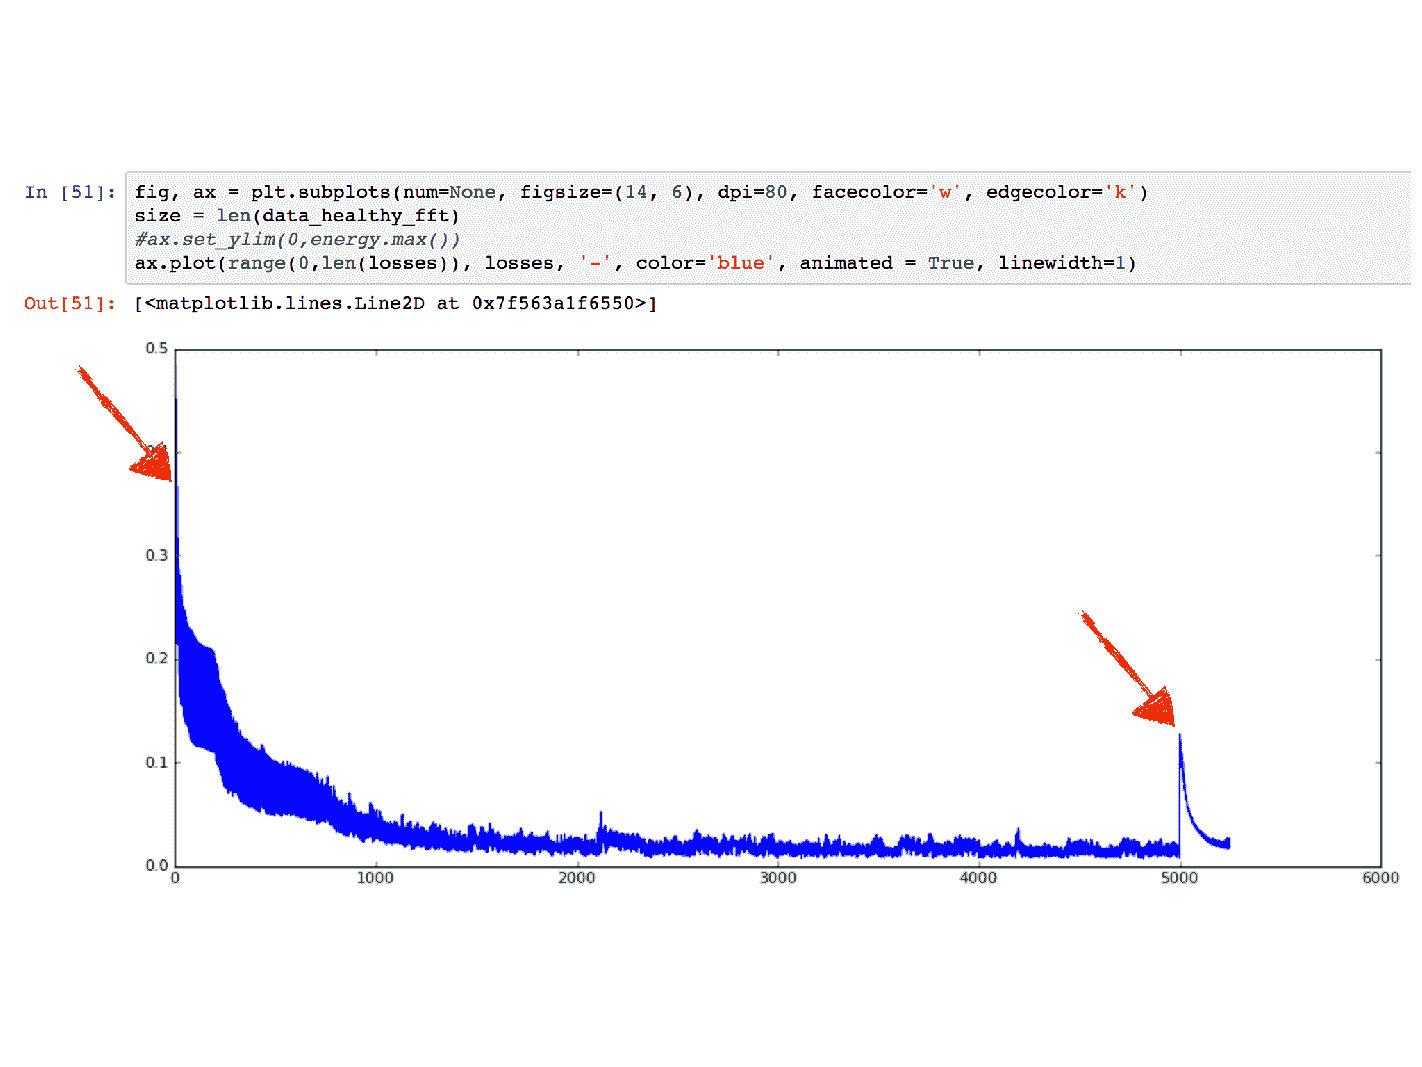 In [51]: fig, ax = plt.subplots(num=None, figsize=(14, 6), dpi=80, facecolor='w', edgecolor='k')
size = len(data_healthy_fft)
#ax.set_ylim(0,energy.max())
ax.plot(range(0,len(losses)), losses, '-', color='blue', animated = True, linewidth=1)
Out[51]: [<matplotlib.lines.Line2D at 0x7f563a1f6550>]
0.5
0.3
0.2
0.1
0.0
0 1000 2000 3000 4000 5000 6000